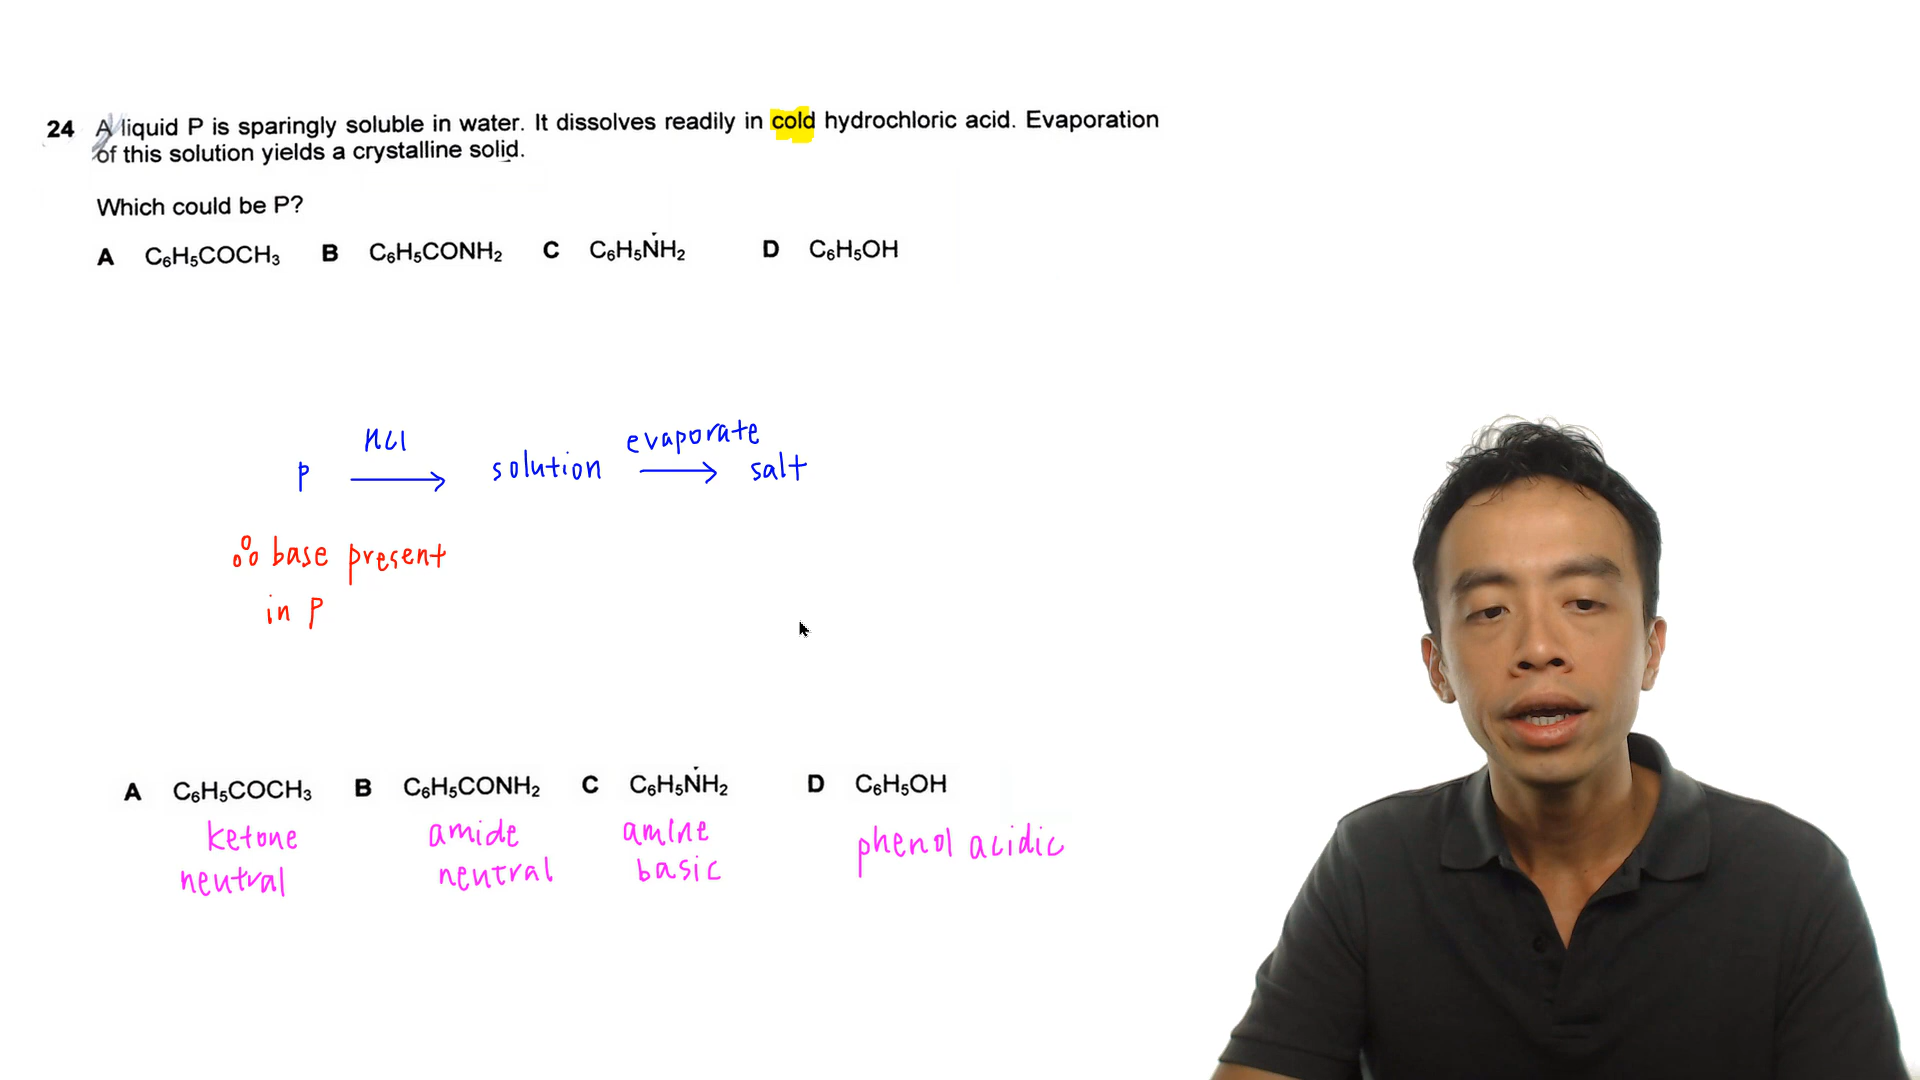 24 A liquid P is sparingly soluble in water. It dissolves readily in cold hydrochloric acid. Evaporation
of this solution yields a crystalline solid.
Which could be P?
A C₆H₅COCH₃ B C₆H₅CONH₂ C C₆H₅NH₂ D C₆H₅OH
HCl evaporate
P ⟶ solution ⟶ salt
∴ base present
in P
A C₆H₅COCH₃ B C₆H₅CONH₂ C C₆H₅NH₂ D C₆H₅OH
ketone amide amine phenol acidic
neutral neutral basic